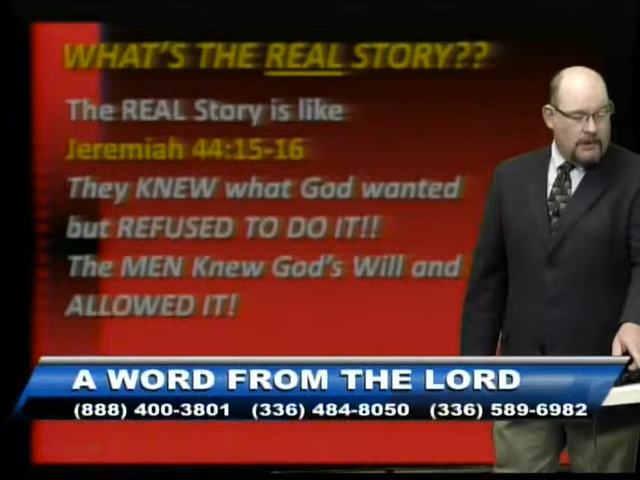 WHAT'S THE REAL STORY??
The REAL Story is like
Jeremiah 44:15-16
They KNEW what God wanted
but REFUSED TO DO IT!!
The MEN Knew God's Will and
ALLOWED IT!
A WORD FROM THE LORD
(888) 400-3801 (336) 484-8050 (336) 589-6982